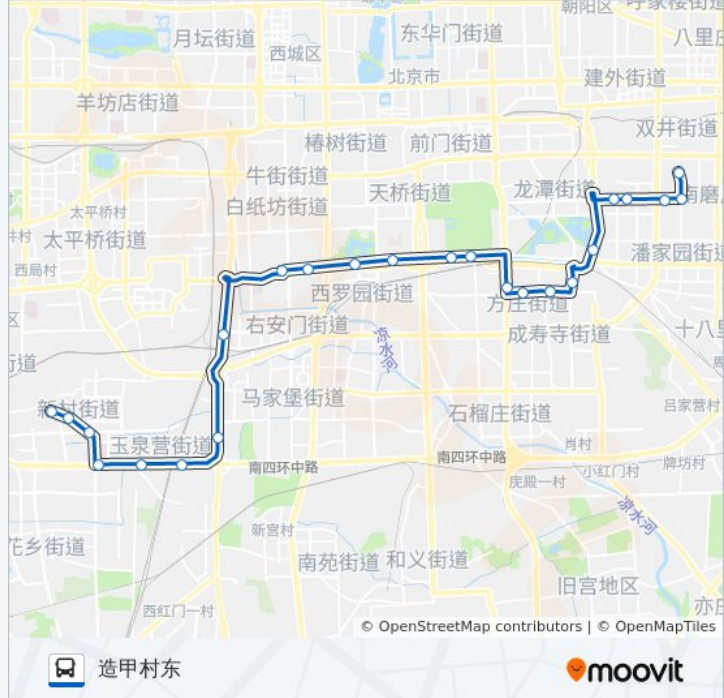 朝阳区
月坛街道
东华门街道
西城区
八里
北京市
建外街道
羊坊店街道
双井街道
椿树街道
前门街道
牛街街道
龙潭街道
天桥街道
南磨
白纸坊街道
太平桥村
井村
太平桥街道
潘家园街道
西局村
西罗园街道
方庄街道
区
右安门街道
十八里
凉水河
成寿寺街道
街道
马家堡街道
吕家营村
新村街道
石榴庄街道
玉泉营街道
肖村
南四环中路
南四环中路
牌坊村
小红门村
庑殿一村
凉水河
新宫村
花乡街道
南苑街道
和义街道
旧宫地区
西红门一村
亦庄
© OpenStreetMap contributors | © OpenMapTiles
造甲村东
moovit